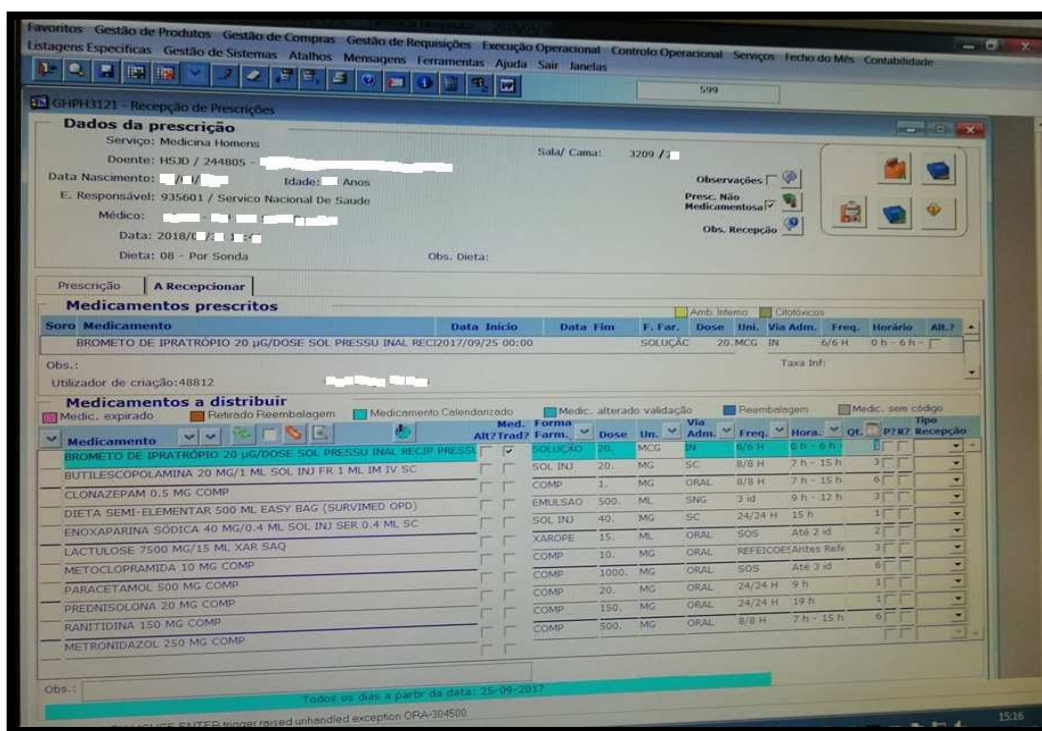 Favoritos Gestão de Produtos Gestão de Compras Gestão de Requisições Execução Operacional Controlo Operacional Serviços Fecho do Mês Contabilidade
Listagens Especificas Gestão de Sistemas Atalhos Mensagens Ferramentas Ajuda Sair Janelas
599
GHPH3121 - Recepção de Prescrições
Dados da prescrição
Serviço: Medicina Homens
Sala/ Cama: 3209 /
Doente: HSJD / 244805 -
Data Nascimento: Idade: Anos
Observações
E. Responsável: 935601 / Servico Nacional De Saude
Presc. Não Medicamentosa
Médico:
Obs. Recepção
Data: 2018/
Dieta: 08 - Por Sonda Obs. Dieta:
Prescrição A Recepcionar
Medicamentos prescritos
Amb. Interno Citotóxicos
Soro Medicamento Data Início Data Fim F. Far. Dose Uni. Via Adm. Freq. Horário Alt.?
BROMETO DE IPRATRÓPIO 20 µG/DOSE SOL PRESSU INAL RECI 2017/09/25 00:00 SOLUÇÃC 20. MCG IN 6/6 H 0 h - 6 h -
Obs.: Taxa Inf:
Utilizador de criação:48812
Medicamentos a distribuir
Medic. expirado Retirado Reembalagem Medicamento Calendarizado Medic. alterado validação Reembalagem Medic. sem código
Medicamento Alt? Med. Trad? Forma Farm. Dose Un. Via Adm. Freq. Hora. Qt. P? R? Tipo Recepção
BROMETO DE IPRATRÓPIO 20 µG/DOSE SOL PRESSU INAL RECIP PRESSU SOLUÇÃO 20. MCG IN 6/6 H 0 h - 6 h
BUTILESCOPOLAMINA 20 MG/1 ML SOL INJ FR 1 ML IM IV SC SOL INJ 20. MG SC 8/8 H 7 h - 15 h 3
CLONAZEPAM 0.5 MG COMP COMP 1. MG ORAL 8/8 H 7 h - 15 h 6
DIETA SEMI-ELEMENTAR 500 ML EASY BAG (SURVIMED OPD) EMULSAO 500. ML SNG 3 id 9 h - 12 h 3
ENOXAPARINA SÓDICA 40 MG/0.4 ML SOL INJ SER 0.4 ML SC SOL INJ 40. MG SC 24/24 H 15 h 1
LACTULOSE 7500 MG/15 ML XAR SAQ XAROPE 15. ML ORAL SOS Até 2 id 2
METOCLOPRAMIDA 10 MG COMP COMP 10. MG ORAL REFEICOES Antes Refe 3
PARACETAMOL 500 MG COMP COMP 1000. MG ORAL SOS Até 3 id 6
PREDNISOLONA 20 MG COMP COMP 20. MG ORAL 24/24 H 9 h 1
RANITIDINA 150 MG COMP COMP 150. MG ORAL 24/24 H 19 h 1
METRONIDAZOL 250 MG COMP COMP 500. MG ORAL 8/8 H 7 h - 15 h 6
Obs.:
Todos os dias a partir da data: 25-09-2017
ENTER trigger raised unhandled exception ORA-304500.
15:16